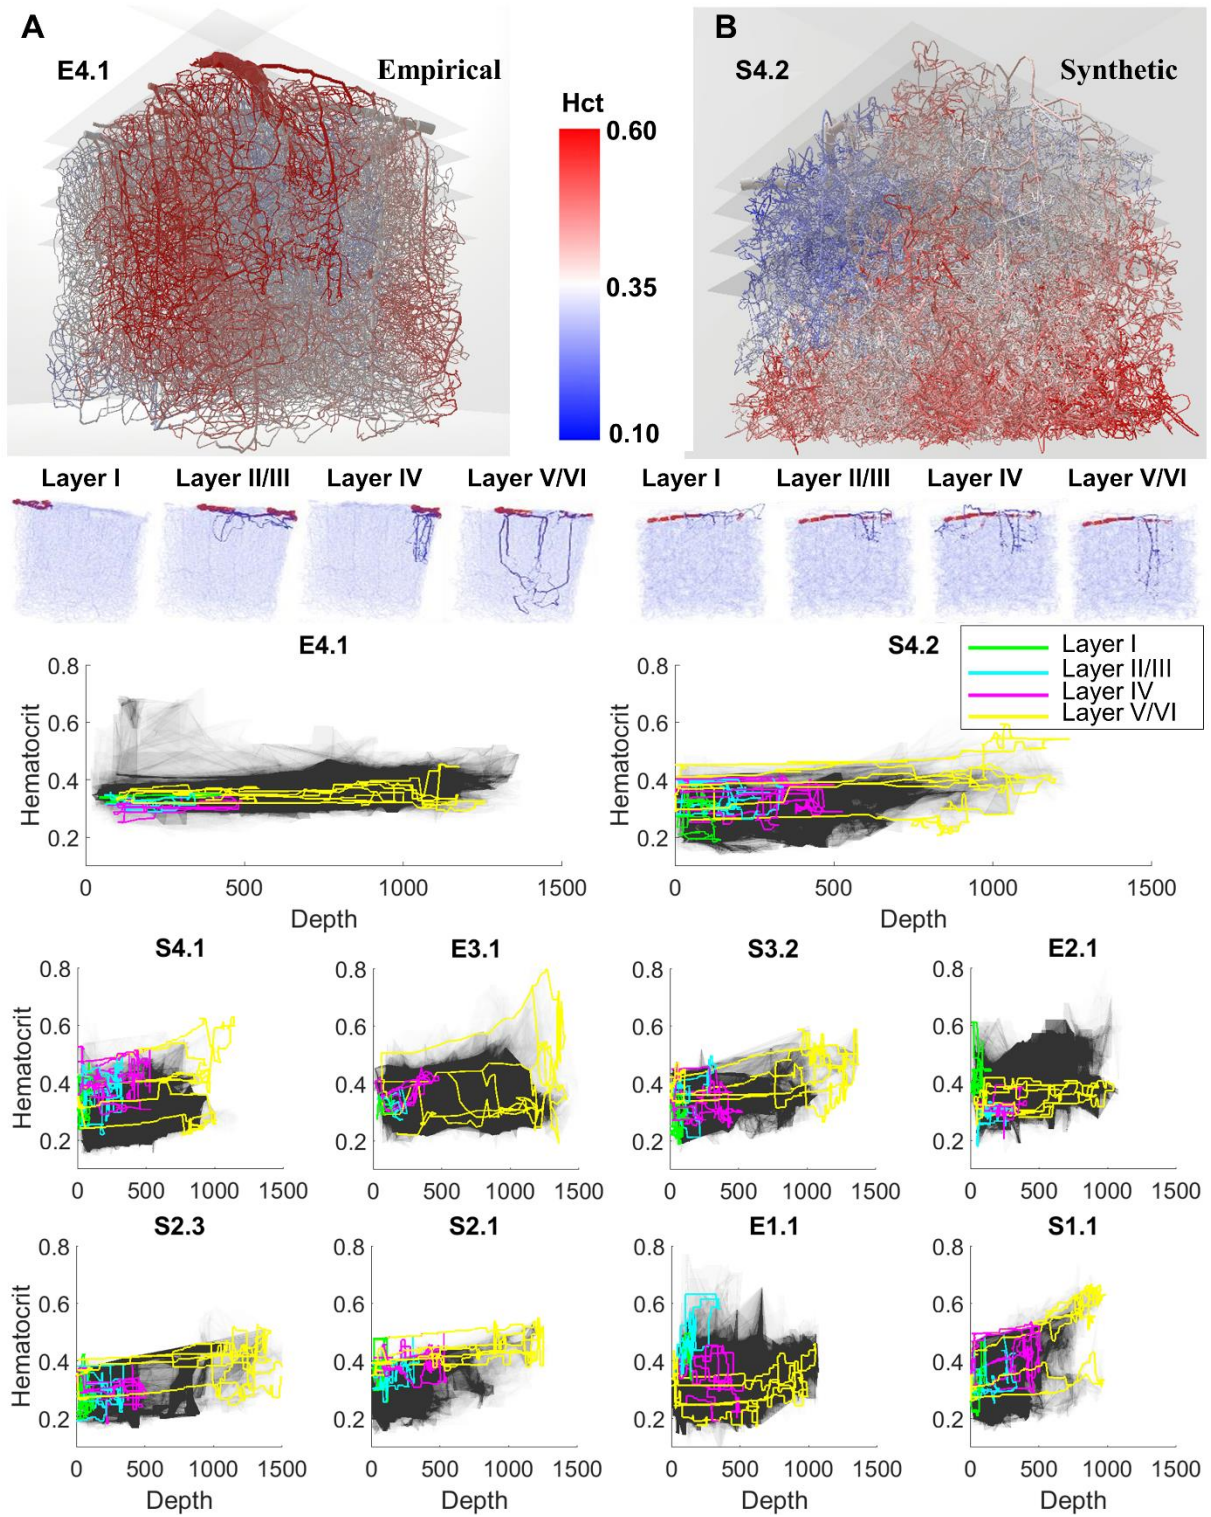 A
E4.1
Empirical
Hct
0.60
0.35
0.10
B
S4.2
Synthetic
Layer I Layer II/III Layer IV Layer V/VI
Layer I Layer II/III Layer IV Layer V/VI
E4.1
Hematocrit
0.8
0.6
0.4
0.2
0 500 1000 1500
Depth
S4.2
Layer I
Layer II/III
Layer IV
Layer V/VI
Hematocrit
0.8
0.6
0.4
0.2
0 500 1000 1500
Depth
S4.1
Hematocrit
0.8
0.6
0.4
0.2
0 500 1000 1500
E3.1
0.8
0.6
0.4
0.2
0 500 1000 1500
S3.2
0.8
0.6
0.4
0.2
0 500 1000 1500
E2.1
0.8
0.6
0.4
0.2
0 500 1000 1500
S2.3
Hematocrit
0.8
0.6
0.4
0.2
0 500 1000 1500
Depth
S2.1
0.8
0.6
0.4
0.2
0 500 1000 1500
Depth
E1.1
0.8
0.6
0.4
0.2
0 500 1000 1500
Depth
S1.1
0.8
0.6
0.4
0.2
0 500 1000 1500
Depth